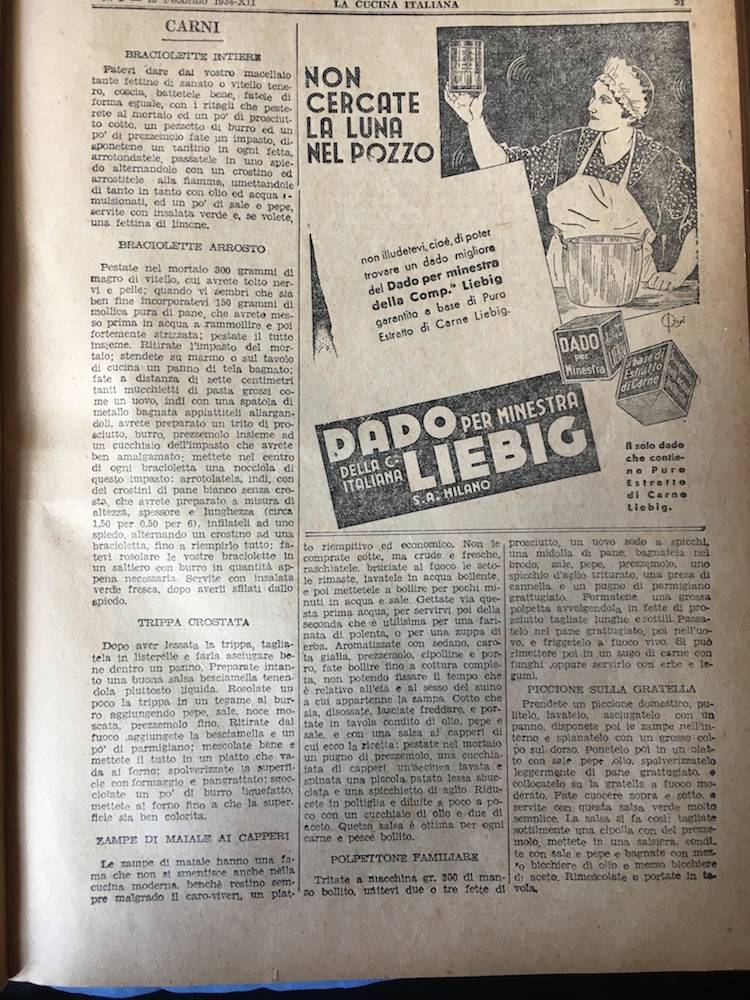 15 Febbraio 1934-XII
LA CUCINA ITALIANA
21
CARNI
BRACIOLETTE INTIERE
Fatevi dare dal vostro macellaio
tante fettine di sanato o vitello tene-
ro, coscia, battetele bene, fatele di
forma eguale, con i ritagli che peste-
rete al mortaio ed un po' di prosciut-
to cotto, un pezzetto di burro ed un
po' di prezzemolo fate un impasto, di-
sponetene un tantino in ogni fetta,
arrotondatele, passatele in uno spie-
do alternandole con un crostino ed
arrostitele alla fiamma, umettandole
di tanto in tanto con olio ed acqua e-
mulsionati, ed un po' di sale e pepe,
servite con insalata verde e, se volete,
una fettina di limone.
BRACIOLETTE ARROSTO
Pestate nel mortaio 300 grammi di
magro di vitello, cui avrete tolto ner-
vi e pelle; quando vi sembri che sia
ben fine incorporatevi 150 grammi di
mollica pura di pane, che avrete mes-
so prima in acqua a rammollire e poi
fortemente strizzata; pestate il tutto
insieme. Ritirate l'impasto del mor-
taio; stendete su marmo o sul tavolo
di cucina un panno di tela bagnato;
fate a distanza di sette centimetri
tanti mucchietti di pasta grossi co-
me un uovo, indi con una spatola di
metallo bagnata appiattiteli allargan-
doli, avrete preparato un trito di pro-
sciutto, burro, prezzemolo insieme ad
un cucchiaio dell'impasto che avrete
ben amalgamato; mettete nel centro
di ogni bracioletta una nocciola di
questo impasto: arrotolatela, indi, con
dei crostini di pane bianco senza cro-
sta, che avrete preparato a misura di
altezza, spessore e lunghezza (circa
1,50 per 0,50 per 6), infilateli ad uno
spiedo, alternando un crostino ad una
bracioletta, fino a riempirlo tutto; fa-
tevi rosolare le vostre braciolette in
un saltiero con burro in quantità ap-
pena necessaria. Servite con insalata
verde fresca, dopo averli sfilati dallo
spiedo.
TRIPPA CROSTATA
Dopo aver lessata la trippa, taglia-
tela in listerelle e farla asciugare be-
ne dentro un panno. Preparate intan-
to una buona salsa besciamella tenen-
dola piuttosto liquida. Rosolate un
poco la trippa in un tegame al bur-
ro aggiungendo pepe, sale, noce mo-
scata, prezzemolo fino. Ritirate dal
fuoco ,aggiungete la besciamella e un
po' di parmigiano; mescolate bene e
mettete il tutto in un piatto che va-
da al forno; spolverizzate la superfi-
cie con formaggio e pangrattato; sgoc-
ciolate un po' di burro liquefatto,
mettete al forno fino a che la super-
ficie sia ben colorita.
ZAMPE DI MAIALE AI CAPPERI
Le zampe di maiale hanno una fa-
ma che non si smentisce anche nella
cucina moderna, benchè restino sem-
pre malgrado il caro-viveri, un piat-
NON
CERCATE
LA LUNA
NEL POZZO
non illudetevi, cioè, di poter
trovare un dado migliore
del Dado per minestra
della Comp." Liebig
garantito a base di Puro
Estratto di Carne Liebig.
DADO
per
Minestra
È base di
Estratto
di Carne
DADO PER MINESTRA
DELLA Cia
ITALIANA
LIEBIG
S.A. MILANO
Il solo dado
che contie-
ne Puro
Estratto
di Carne
Liebig.
to riempitivo ed economico. Non le
comprate cotte, ma crude e fresche,
raschiatele, bruciate al fuoco le seto-
le rimaste, lavatele in acqua bollente,
e poi mettetele a bollire per pochi mi-
nuti in acqua e sale. Gettate via que-
sta prima acqua, per servirvi poi della
seconda che è utilissima per una fari-
nata di polenta, o per una zuppa di
erba. Aromatizzate con sedano, caro-
ta gialla, prezzemolo, cipolline e por-
ro, fate bollire fino a cottura comple-
ta, non potendo fissare il tempo che
è relativo all'età e al sesso del suino
a cui appartenne la zampa. Cotto che
sia, disossate, lasciate freddare, e por-
tate in tavola condito di olio, pepe e
sale, e con una salsa ai capperi di
cui ecco la ricetta: pestate nel mortaio
un pugno di prezzemolo, una cucchia-
iata di capperi, un'acciuga lavata e
spinata una piccola patata lessa sbuc-
ciata e uno spicchietto di aglio. Ridu-
cete in poltiglia e diluite a poco a po-
co con un cucchiaio di olio e due di
aceto. Questa salsa è ottima per ogni
carne e pesce bollito.
POLPETTONE FAMILIARE
Tritate a macchina gr. 300 di man-
zo bollito, unitevi due o tre fette di
prosciutto, un uovo sodo a spicchi,
una midolla di pane, bagnatela nel
brodo, sale, pepe, prezzemolo, uno
spicchio d'aglio triturato, una presa di
cannella e un pugno di parmigiano
grattugiato. Formatene una grossa
polpetta avvolgendola in fette di pro-
sciutto tagliate lunghe e sottili. Passa-
telo nel pane grattugiato, poi nell'uo-
vo, e friggetelo a fuoco vivo. Si può
rimettere poi in un sugo di carne con
funghi ,oppure servirlo con erbe e le-
gumi.
PICCIONE SULLA GRATELLA
Prendete un piccione domestico, pu-
litelo, lavatelo, asciugatelo con un
panno, disponete poi le zampe nell'in-
terno e spianatelo con un grosso col-
po sul dorso. Ponetelo poi in un piat-
to con sale ,pepe ,olio, spolverizzatelo
leggermente di pane grattugiato, e
collocatelo su la gratella a fuoco mo-
derato. Fate cuocere sopra e sotto, e
servite con questa salsa verde molto
semplice. La salsa si fa così: tagliate
sottilmente una cipolla con del prezze-
molo, mettete in una salsiera, condi-
te con sale e pepe e bagnate con mez-
zo bicchiere di olio e mezzo bicchiere
di aceto. Rimescolate e portate in ta-
vola.